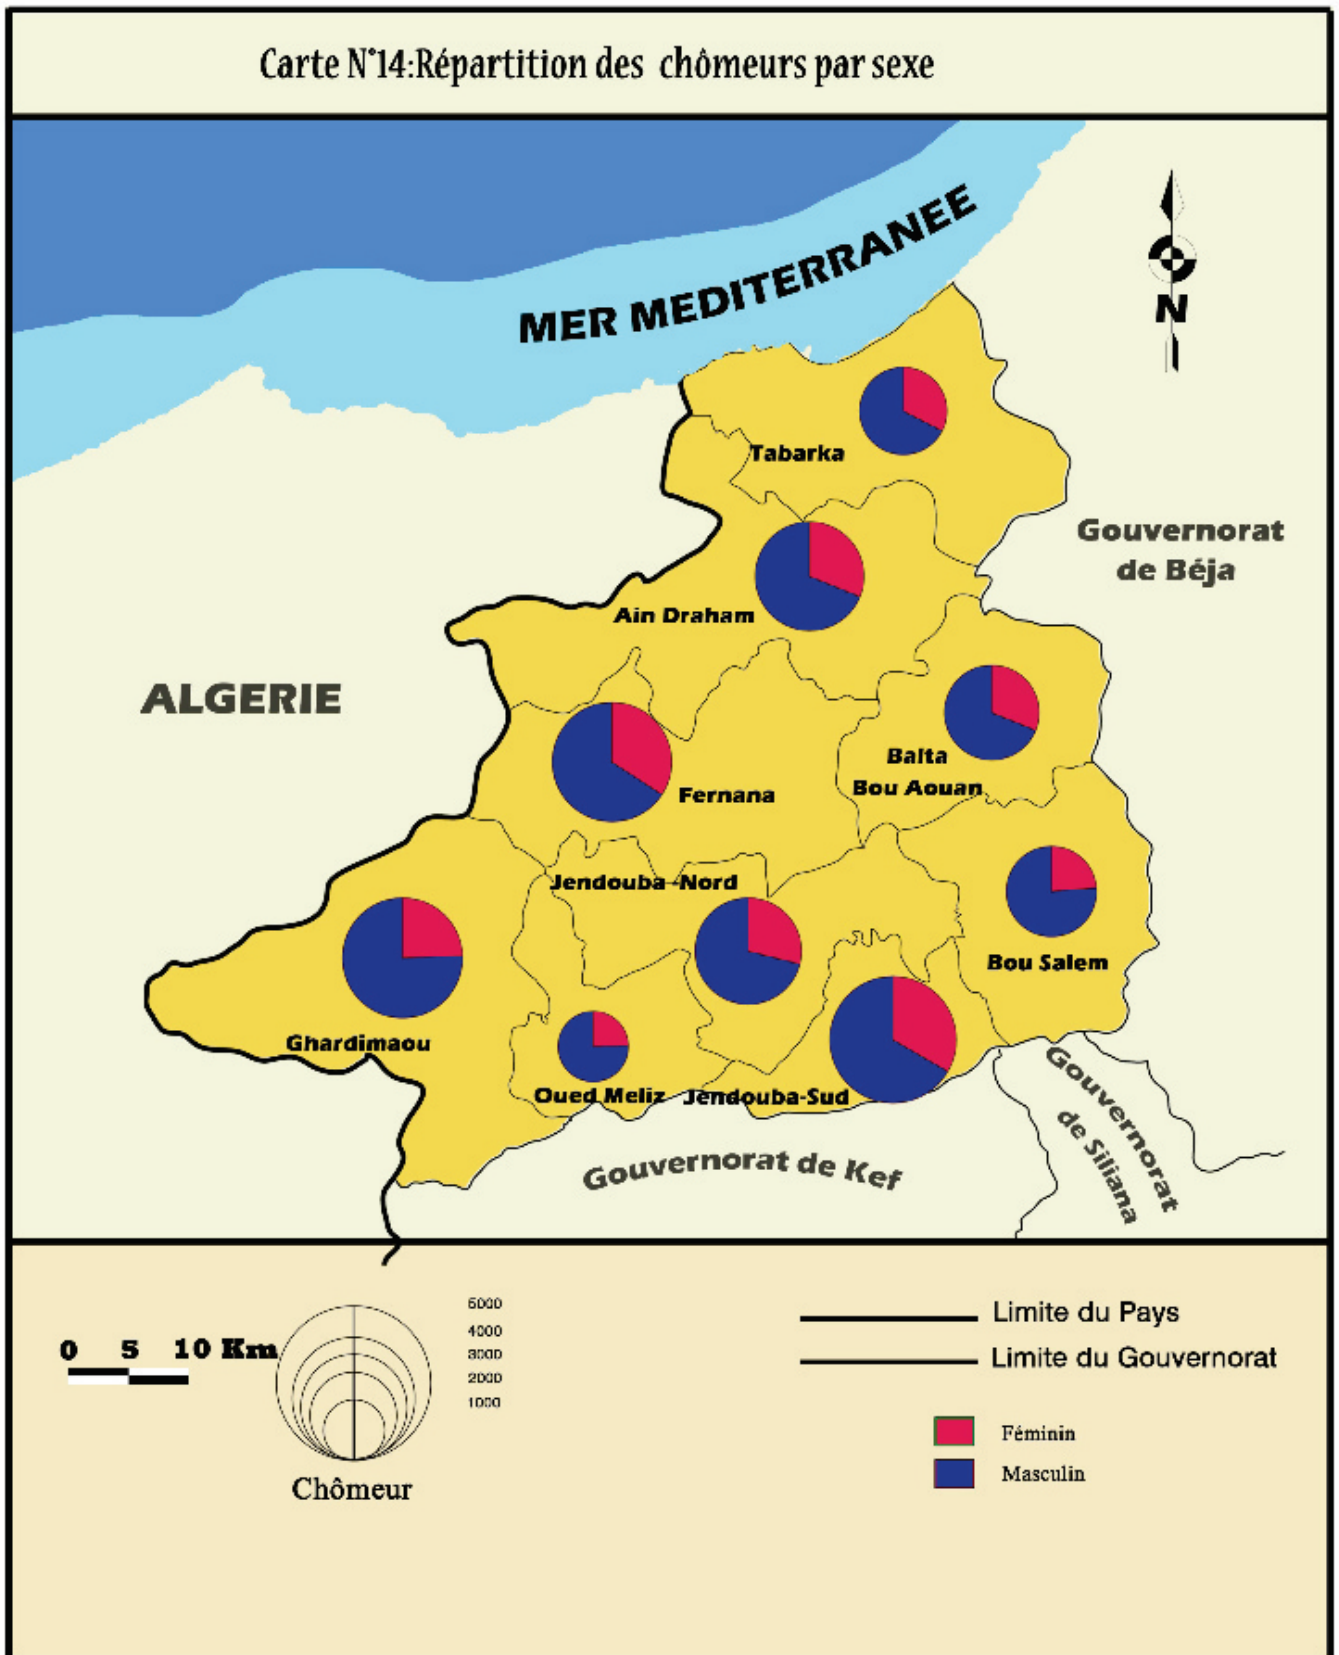 Carte N°14:Répartition des chômeurs par sexe
MER MEDITERRANEE
N
Tabarka
Gouvernorat
de Béja
Ain Draham
ALGERIE
Balta
Bou Aouan
Fernana
Jendouba-Nord
Bou Salem
Ghardimaou
Oued Meliz
Jendouba-Sud
Gouvernorat
de Siliana
Gouvernorat de Kef
0 5 10 Km
5000
4000
3000
2000
1000
Chômeur
Limite du Pays
Limite du Gouvernorat
Féminin
Masculin